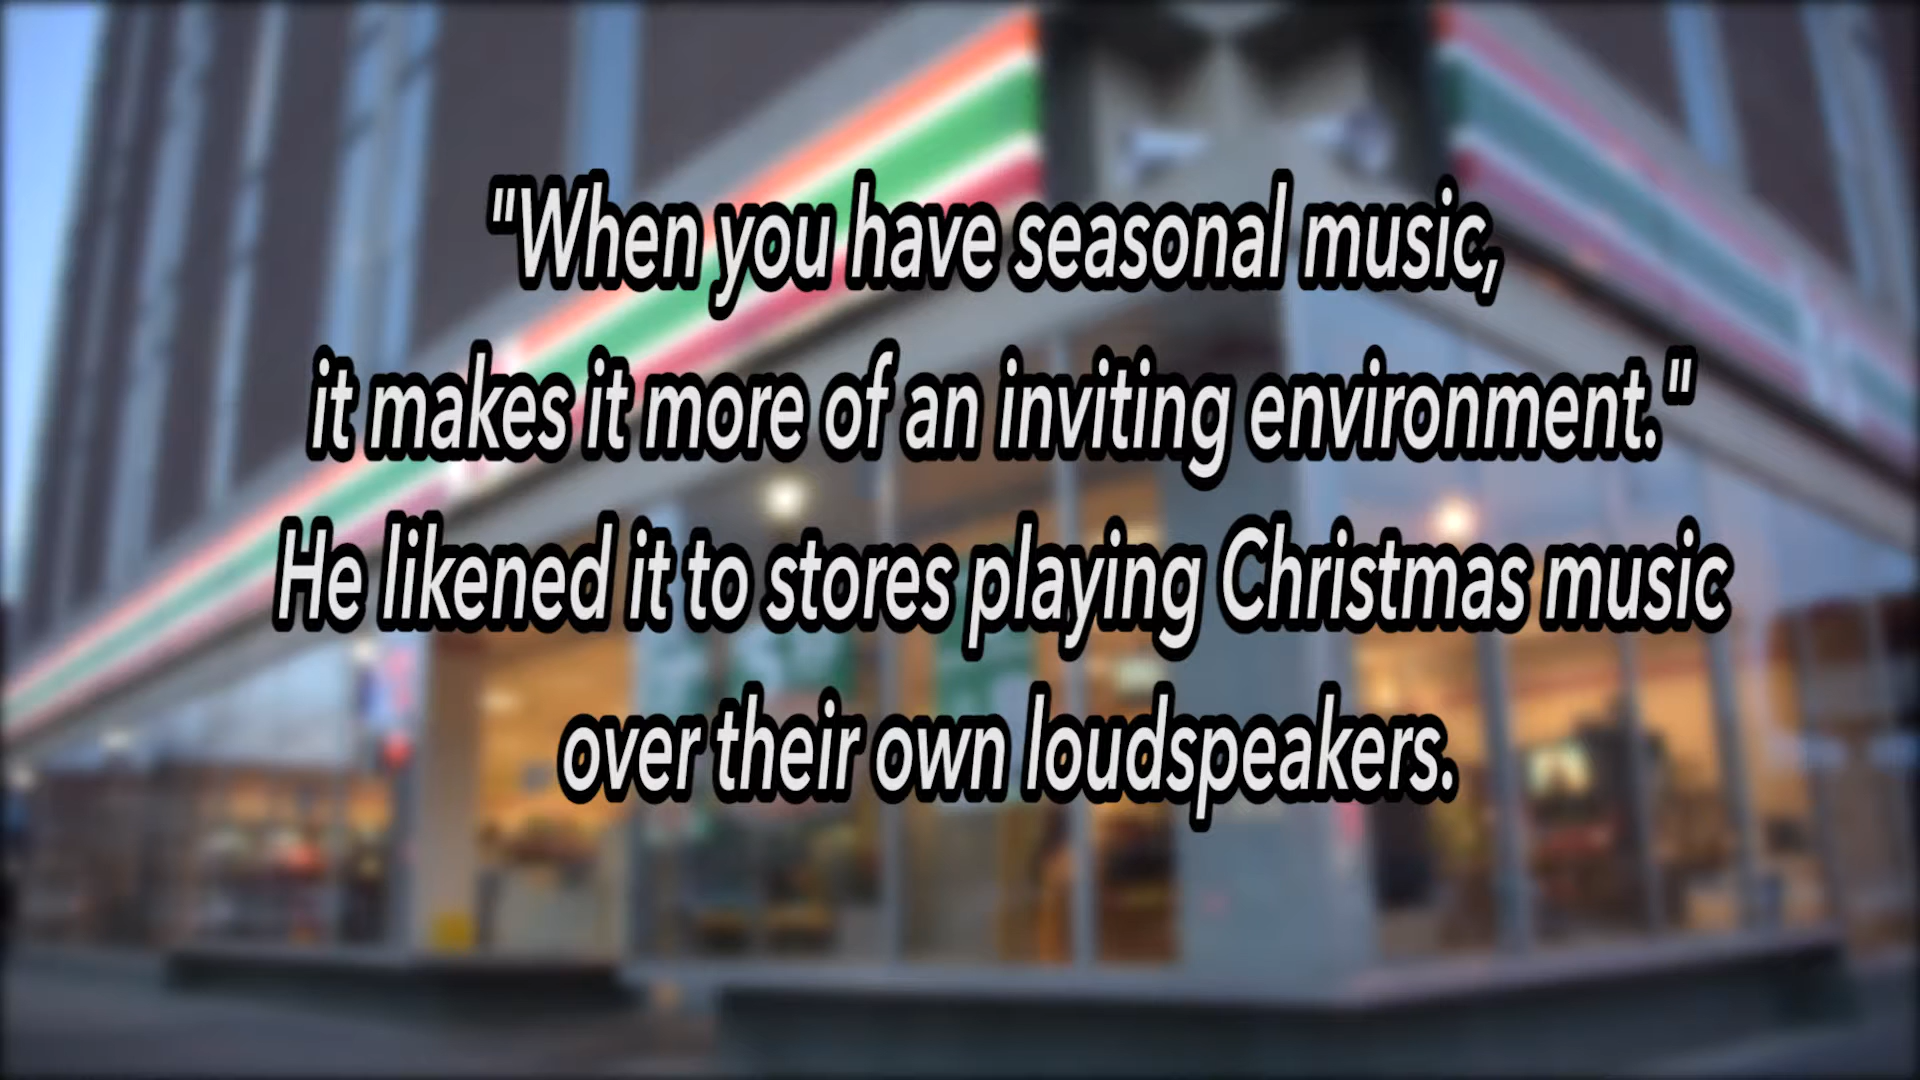 "When you have seasonal music,
it makes it more of an inviting environment."
He likened it to stores playing Christmas music
over their own loudspeakers.